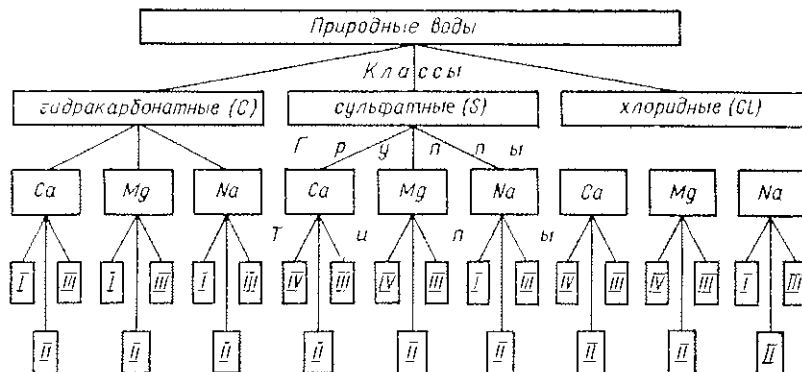 Природные воды
Классы
гидракарбонатные (C)
сульфатные (S)
хлоридные (Cl)
Группы
Ca Mg Na Ca Mg Na Ca Mg Na
Типы
I III I III I III IV III IV III I III IV III IV III I III
II II II II II II II II II